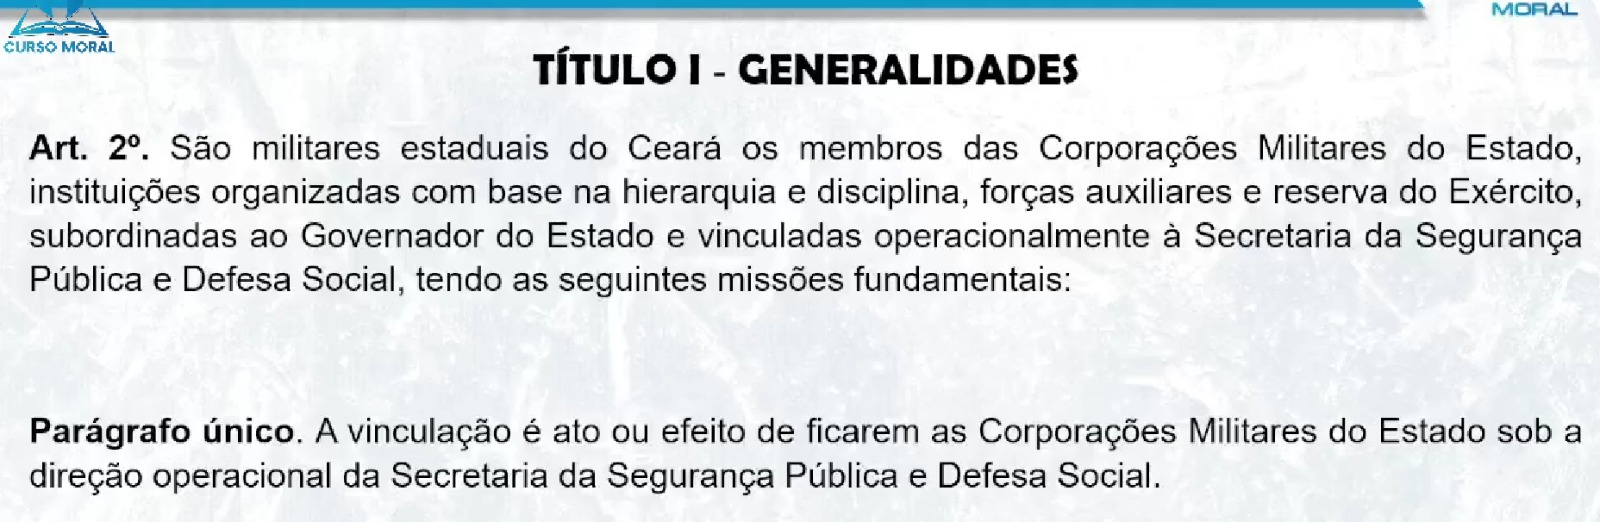 MORAL
CURSO MORAL
TÍTULO I - GENERALIDADES
Art. 2º. São militares estaduais do Ceará os membros das Corporações Militares do Estado,
instituições organizadas com base na hierarquia e disciplina, forças auxiliares e reserva do Exército,
subordinadas ao Governador do Estado e vinculadas operacionalmente à Secretaria da Segurança
Pública e Defesa Social, tendo as seguintes missões fundamentais:
Parágrafo único. A vinculação é ato ou efeito de ficarem as Corporações Militares do Estado sob a
direção operacional da Secretaria da Segurança Pública e Defesa Social.